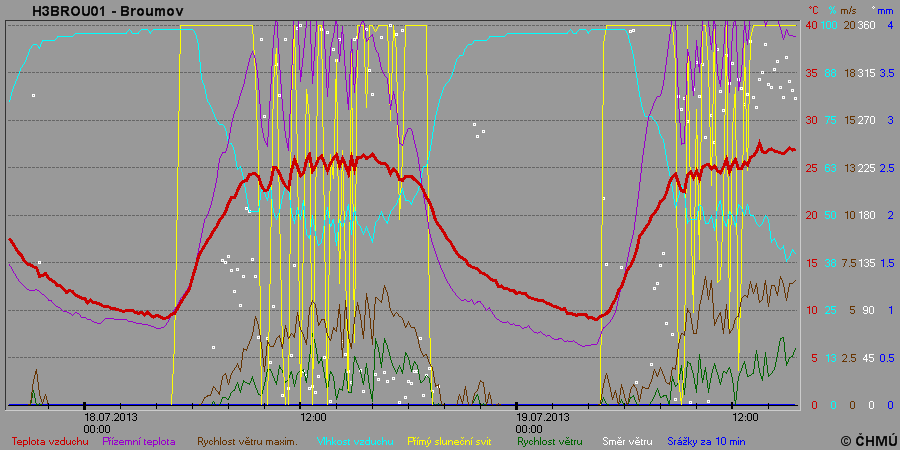 H3BROU01 - Broumov
°C % m/s ° mm
40 100 20 360 4
35 88 18 315 3.5
30 75 15 270 3
25 63 13 225 2.5
20 50 10 180 2
15 38 7.5 135 1.5
10 25 5 90 1
5 13 2.5 45 0.5
0 0 0 0 0
18.07.2013 12:00 19.07.2013 12:00
00:00 00:00
Teplota vzduchu Přízemní teplota Rychlost větru maxim. Vlhkost vzduchu Přímý sluneční svit Rychlost větru Směr větru Srážky za 10 min © ČHMÚ